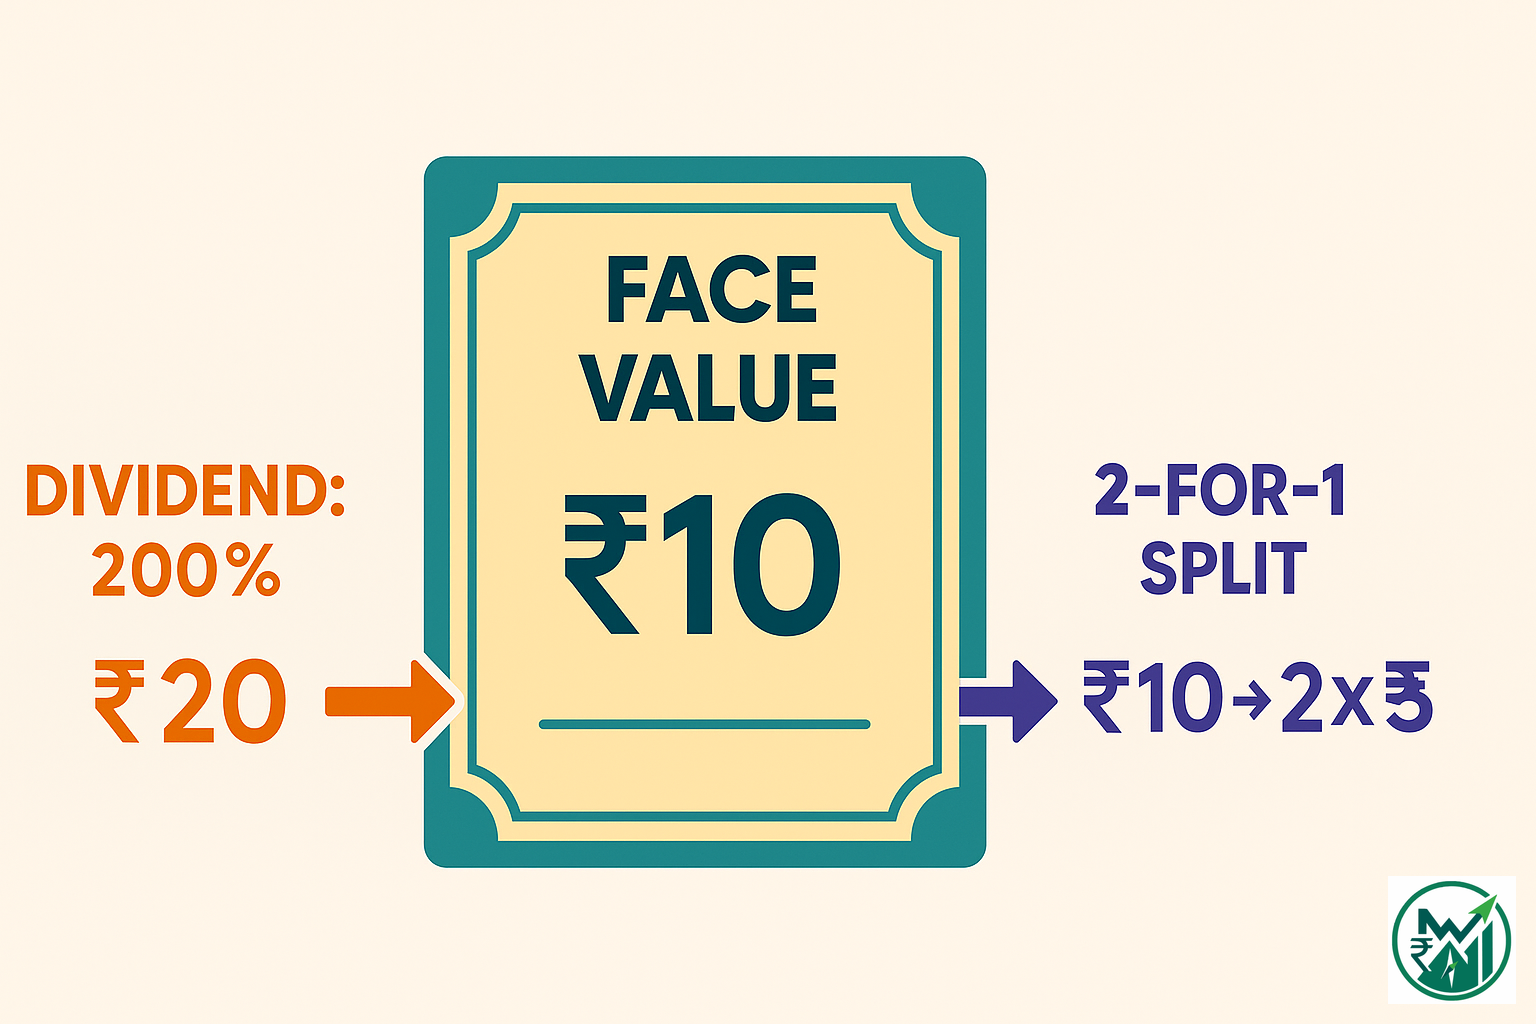 FACE
VALUE
₹10
DIVIDEND:
200%
₹20
2-FOR-1
SPLIT
₹10→2x₹5